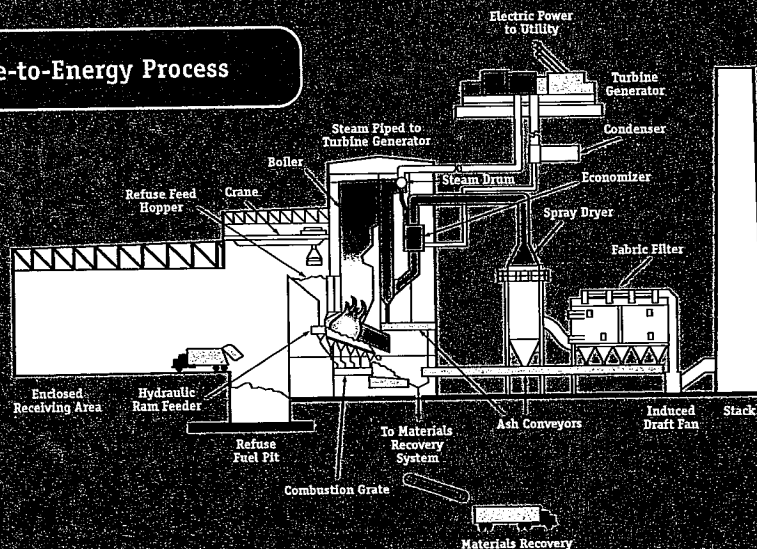 e-to-Energy Process
Electric Power
to Utility
Turbine
Generator
Steam Piped to
Turbine Generator
Condenser
Boiler
Steam Drum
Economizer
Refuse Feed
Hopper
Crane
Spray Dryer
Fabric Filter
Enclosed
Receiving Area
Hydraulic
Ram Feeder
Refuse
Fuel Pit
To Materials
Recovery
System
Ash Conveyors
Induced
Draft Fan
Stack
Combustion Grate
Materials Recovery